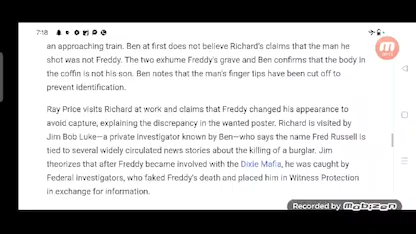 7:18
an approaching train. Ben at first does not believe Richard's claims that the man he
shot was not Freddy. The two exhume Freddy's grave and Ben confirms that the body in
the coffin is not his son. Ben notes that the man's finger tips have been cut off to
prevent identification.
Ray Price visits Richard at work and claims that Freddy changed his appearance to
avoid capture, explaining the discrepancy in the wanted poster. Richard is visited by
Jim Bob Luke—a private investigator known by Ben—who says the name Fred Russell is
tied to several widely circulated news stories about the killing of a burglar. Jim
theorizes that after Freddy became involved with the Dixie Mafia, he was caught by
Federal investigators, who faked Freddy's death and placed him in Witness Protection
in exchange for information.
Recorded by Mobizen